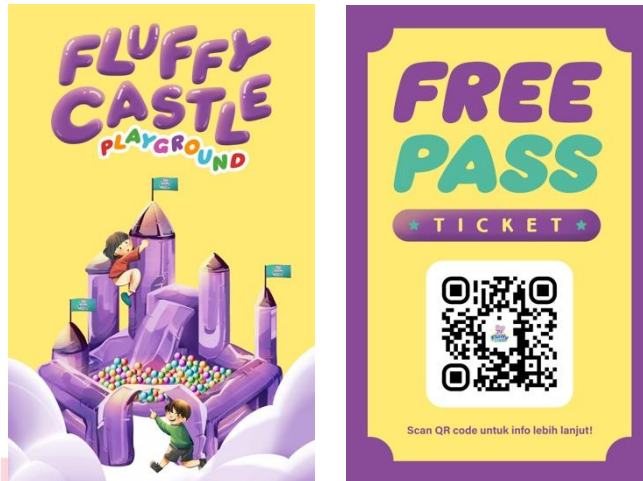 FLUFFY
CASTLE
PLAYGROUND
FREE
PASS
TICKET
Scan QR code untuk info lebih lanjut!